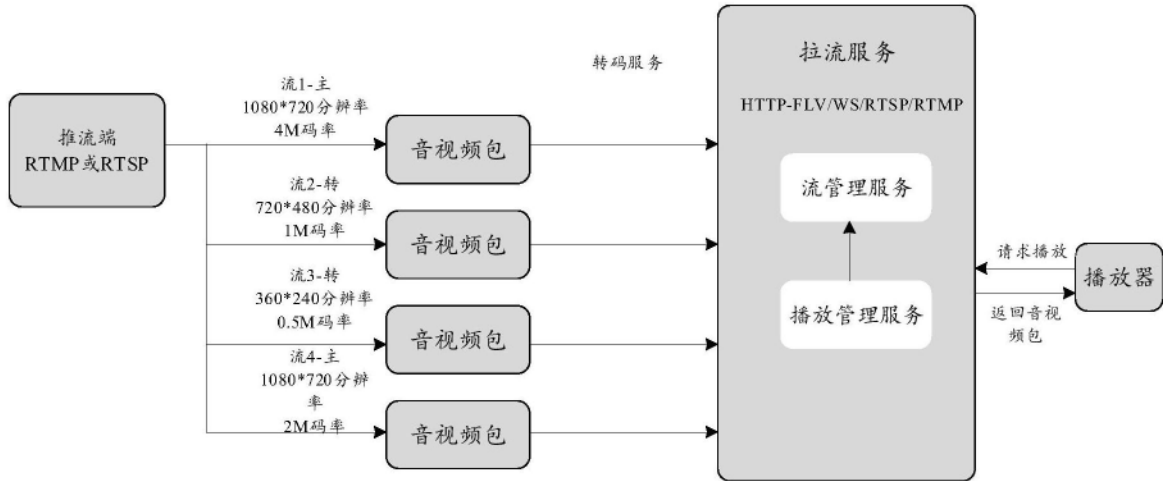 推流端
RTMP或RTSP
流1-主
1080*720分辨率
4M码率
音视频包
流2-转
720*480分辨率
1M码率
音视频包
流3-转
360*240分辨率
0.5M码率
音视频包
流4-主
1080*720分辨
率
2M码率
音视频包
转码服务
拉流服务
HTTP-FLV/WS/RTSP/RTMP
流管理服务
播放管理服务
请求播放
播放器
返回音视
频包